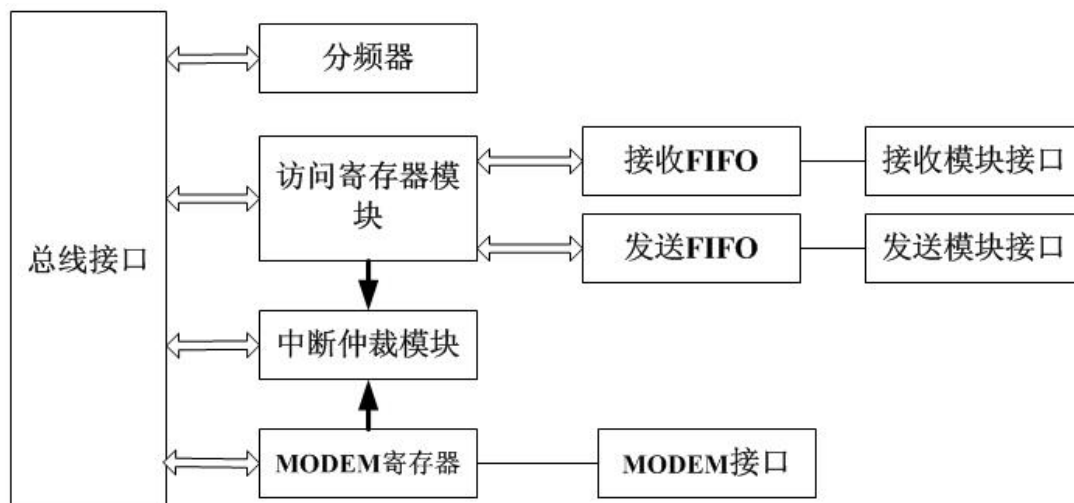 分频器
访问寄存器模
块
接收FIFO
接收模块接口
发送FIFO
发送模块接口
总线接口
中断仲裁模块
MODEM寄存器
MODEM接口